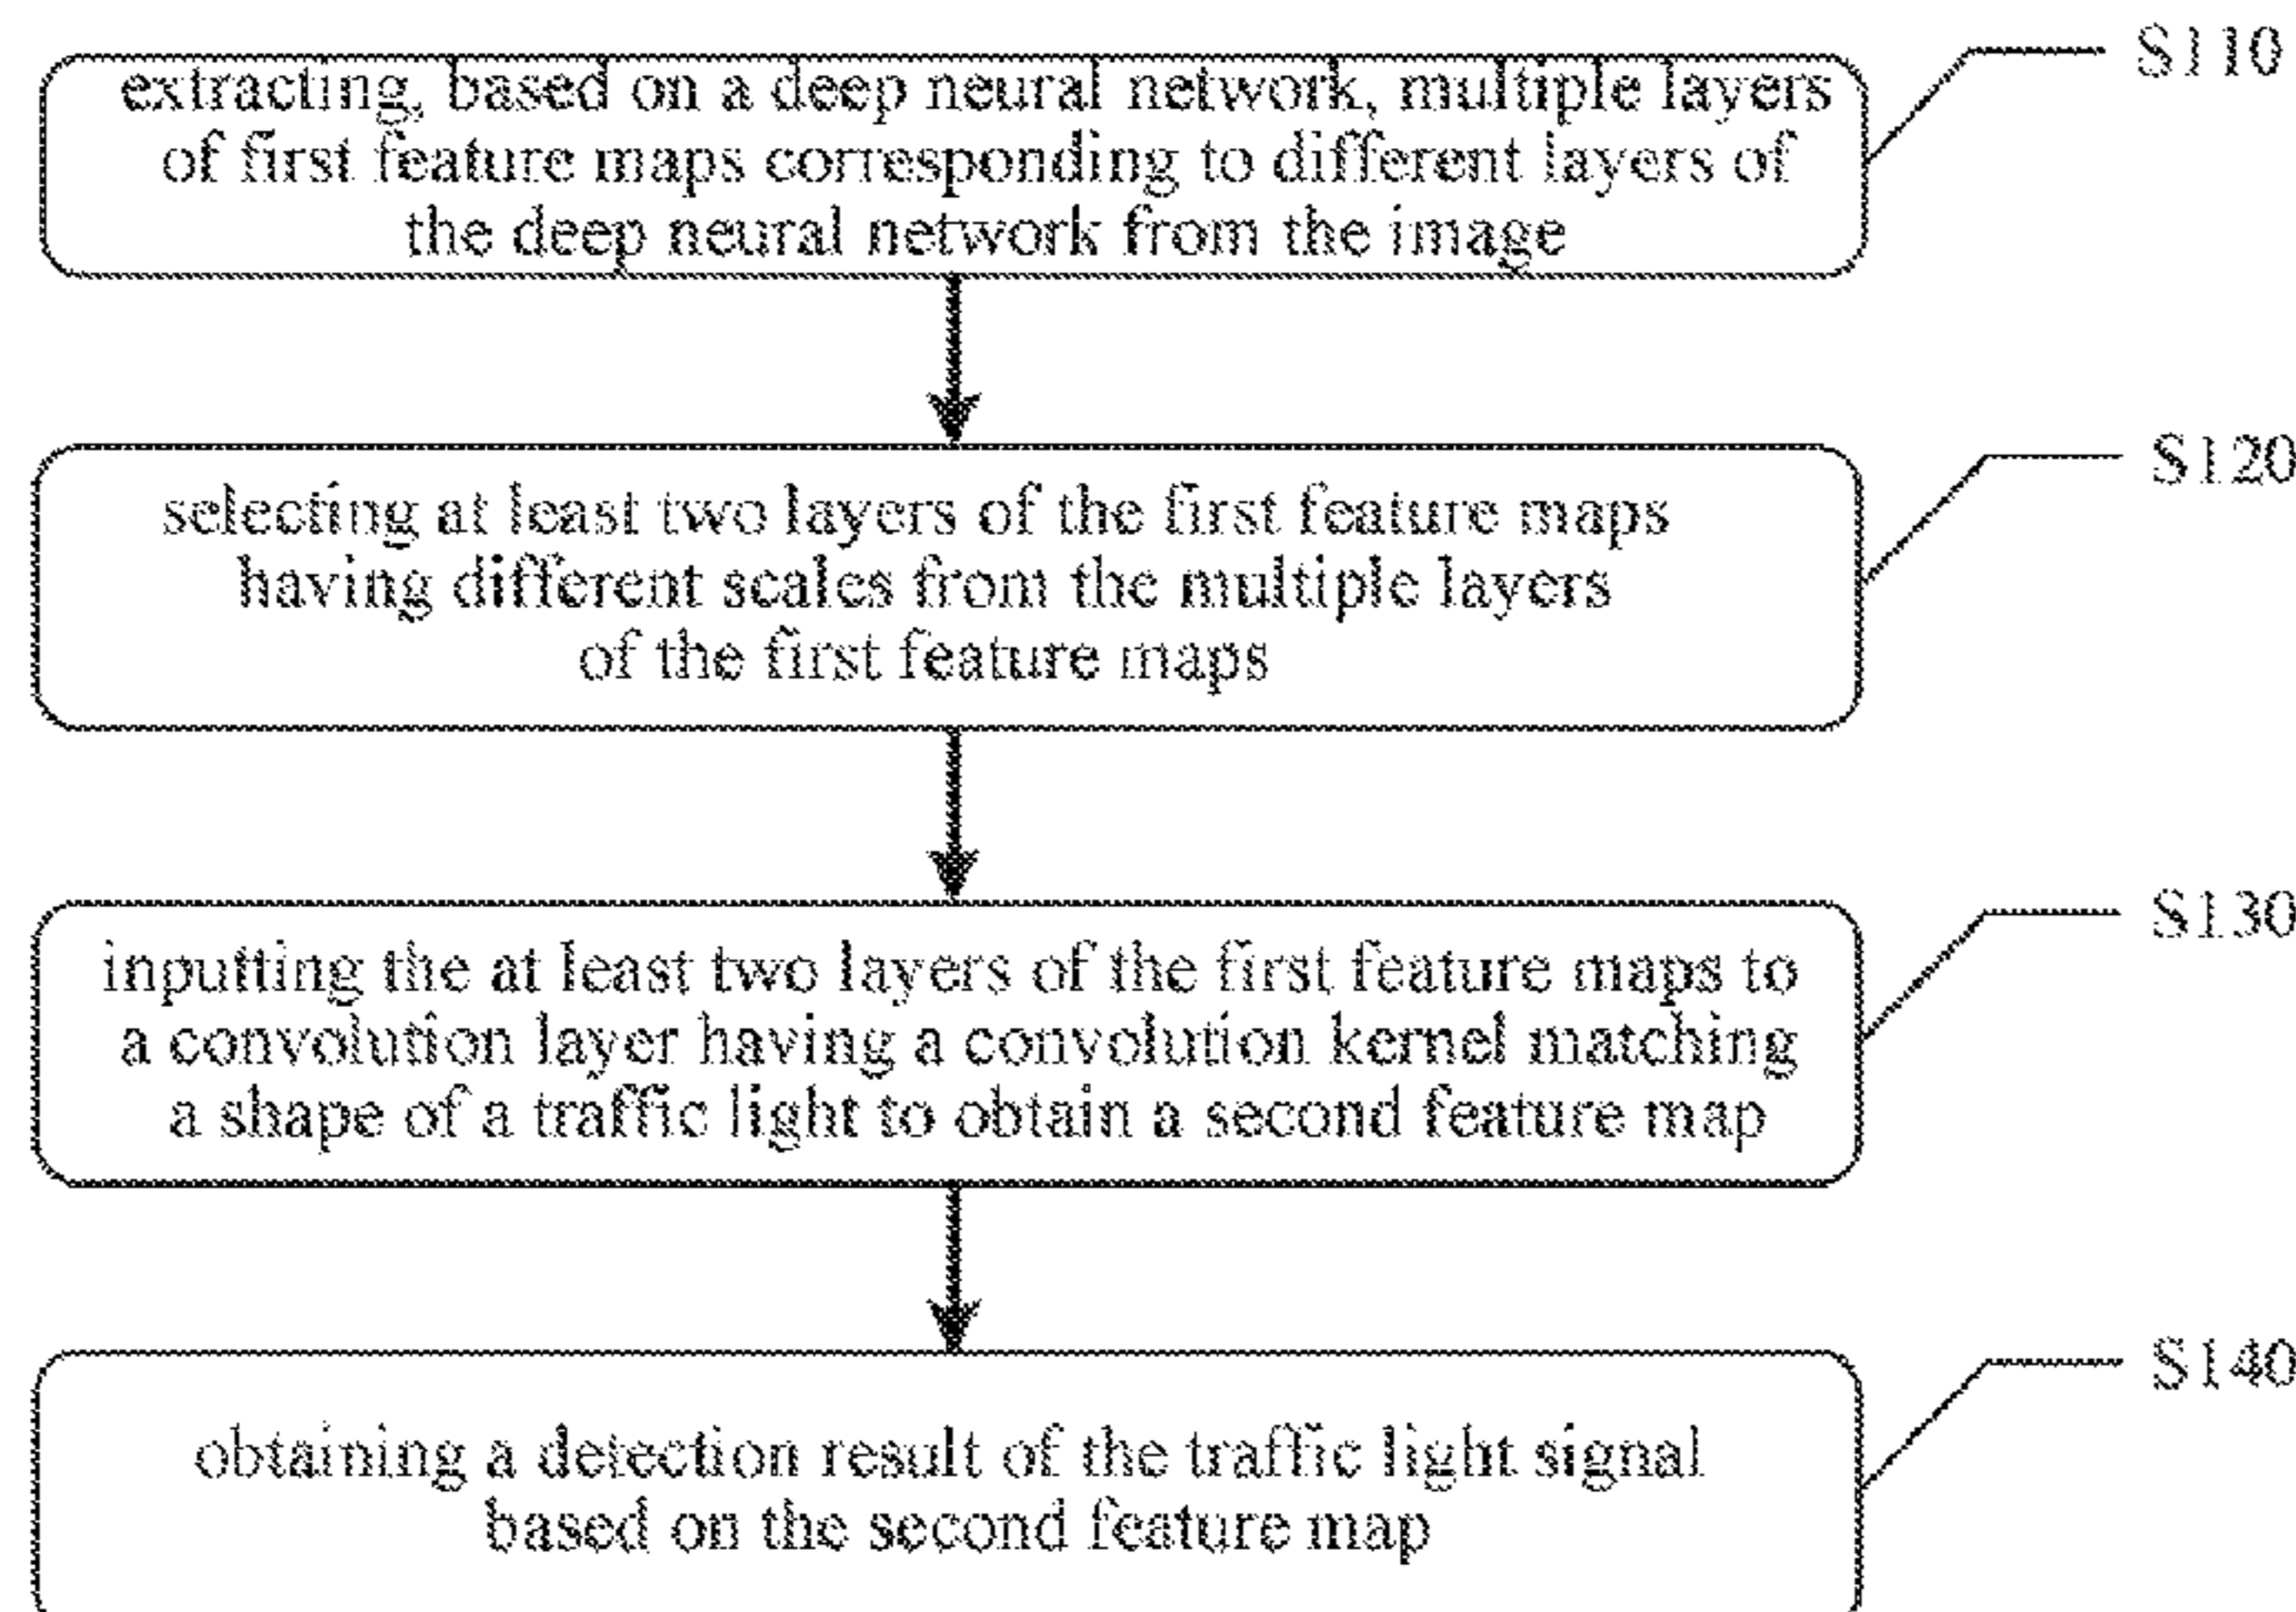 S110
extracting, based on a deep neural network, multiple layers
of first feature maps corresponding to different layers of
the deep neural network from the image
S120
selecting at least two layers of the first feature maps
having different scales from the multiple layers
of the first feature maps
S130
inputting the at least two layers of the first feature maps to
a convolution layer having a convolution kernel matching
a shape of a traffic light to obtain a second feature map
S140
obtaining a detection result of the traffic light signal
based on the second feature map